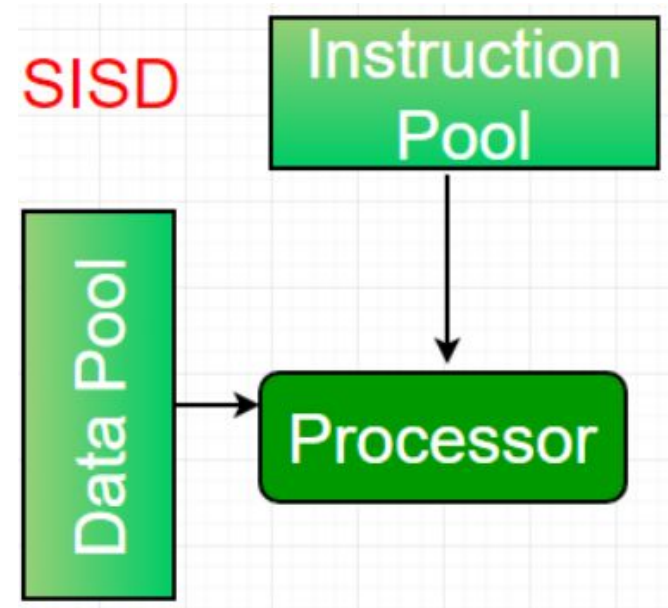 SISD
Instruction
Pool
Data Pool
Processor